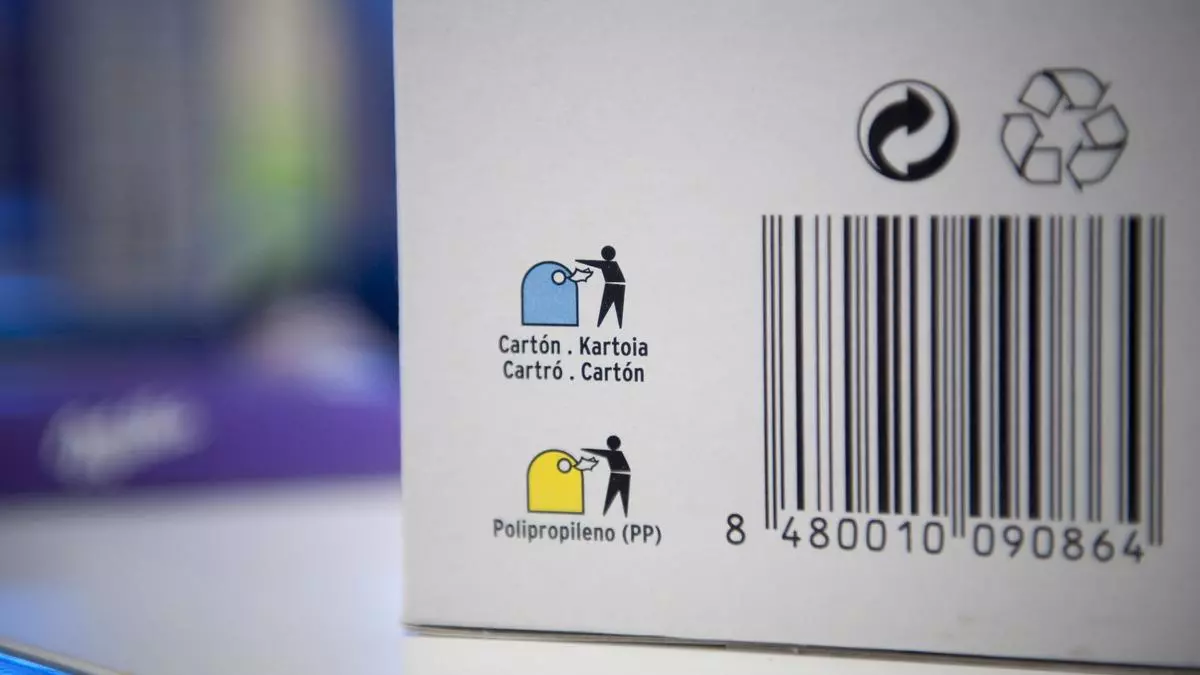 Cartón . Kartoia
Cartró . Cartón
Polipropileno (PP)
8 480010 090864